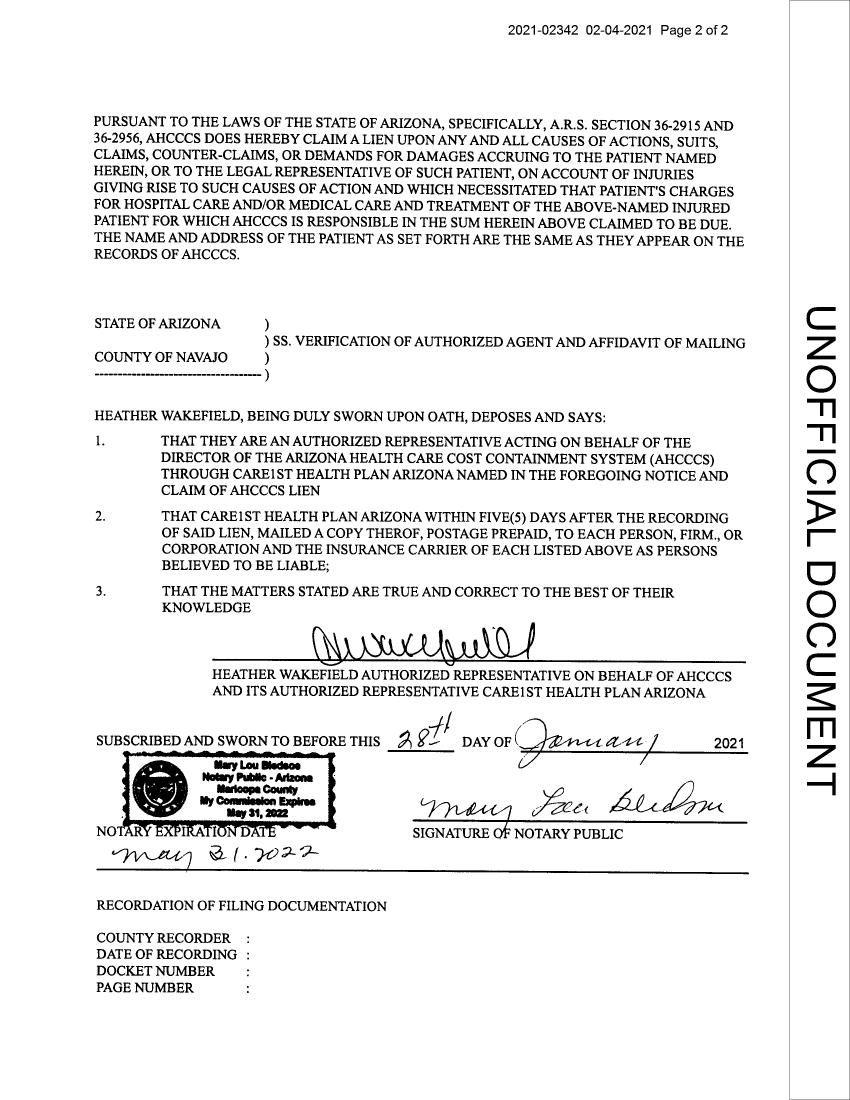 2021-02342 02-04-2021 Page 2 of 2
PURSUANT TO THE LAWS OF THE STATE OF ARIZONA, SPECIFICALLY, A.R.S. SECTION 36-2915 AND
36-2956, AHCCCS DOES HEREBY CLAIM A LIEN UPON ANY AND ALL CAUSES OF ACTIONS, SUITS,
CLAIMS, COUNTER-CLAIMS, OR DEMANDS FOR DAMAGES ACCRUING TO THE PATIENT NAMED
HEREIN, OR TO THE LEGAL REPRESENTATIVE OF SUCH PATIENT, ON ACCOUNT OF INJURIES
GIVING RISE TO SUCH CAUSES OF ACTION AND WHICH NECESSITATED THAT PATIENT'S CHARGES
FOR HOSPITAL CARE AND/OR MEDICAL CARE AND TREATMENT OF THE ABOVE-NAMED INJURED
PATIENT FOR WHICH AHCCCS IS RESPONSIBLE IN THE SUM HEREIN ABOVE CLAIMED TO BE DUE.
THE NAME AND ADDRESS OF THE PATIENT AS SET FORTH ARE THE SAME AS THEY APPEAR ON THE
RECORDS OF AHCCCS.
STATE OF ARIZONA )
) SS. VERIFICATION OF AUTHORIZED AGENT AND AFFIDAVIT OF MAILING
COUNTY OF NAVAJO )
------------------------------------- )
HEATHER WAKEFIELD, BEING DULY SWORN UPON OATH, DEPOSES AND SAYS:
1. THAT THEY ARE AN AUTHORIZED REPRESENTATIVE ACTING ON BEHALF OF THE
DIRECTOR OF THE ARIZONA HEALTH CARE COST CONTAINMENT SYSTEM (AHCCCS)
THROUGH CARE1ST HEALTH PLAN ARIZONA NAMED IN THE FOREGOING NOTICE AND
CLAIM OF AHCCCS LIEN
2. THAT CARE1ST HEALTH PLAN ARIZONA WITHIN FIVE(5) DAYS AFTER THE RECORDING
OF SAID LIEN, MAILED A COPY THEROF, POSTAGE PREPAID, TO EACH PERSON, FIRM., OR
CORPORATION AND THE INSURANCE CARRIER OF EACH LISTED ABOVE AS PERSONS
BELIEVED TO BE LIABLE;
3. THAT THE MATTERS STATED ARE TRUE AND CORRECT TO THE BEST OF THEIR
KNOWLEDGE
HEATHER WAKEFIELD AUTHORIZED REPRESENTATIVE ON BEHALF OF AHCCCS
AND ITS AUTHORIZED REPRESENTATIVE CARE1ST HEALTH PLAN ARIZONA
SUBSCRIBED AND SWORN TO BEFORE THIS 28th DAY OF January 2021
Mary Lou Bledsoe
Notary Public - Arizona
Maricopa County
My Commission Expires
May 31, 2022
Mary Lou Bledsoe
NOTARY EXPIRATION DATE SIGNATURE OF NOTARY PUBLIC
may 31. 2022
RECORDATION OF FILING DOCUMENTATION
COUNTY RECORDER :
DATE OF RECORDING :
DOCKET NUMBER :
PAGE NUMBER :
UNOFFICIAL DOCUMENT